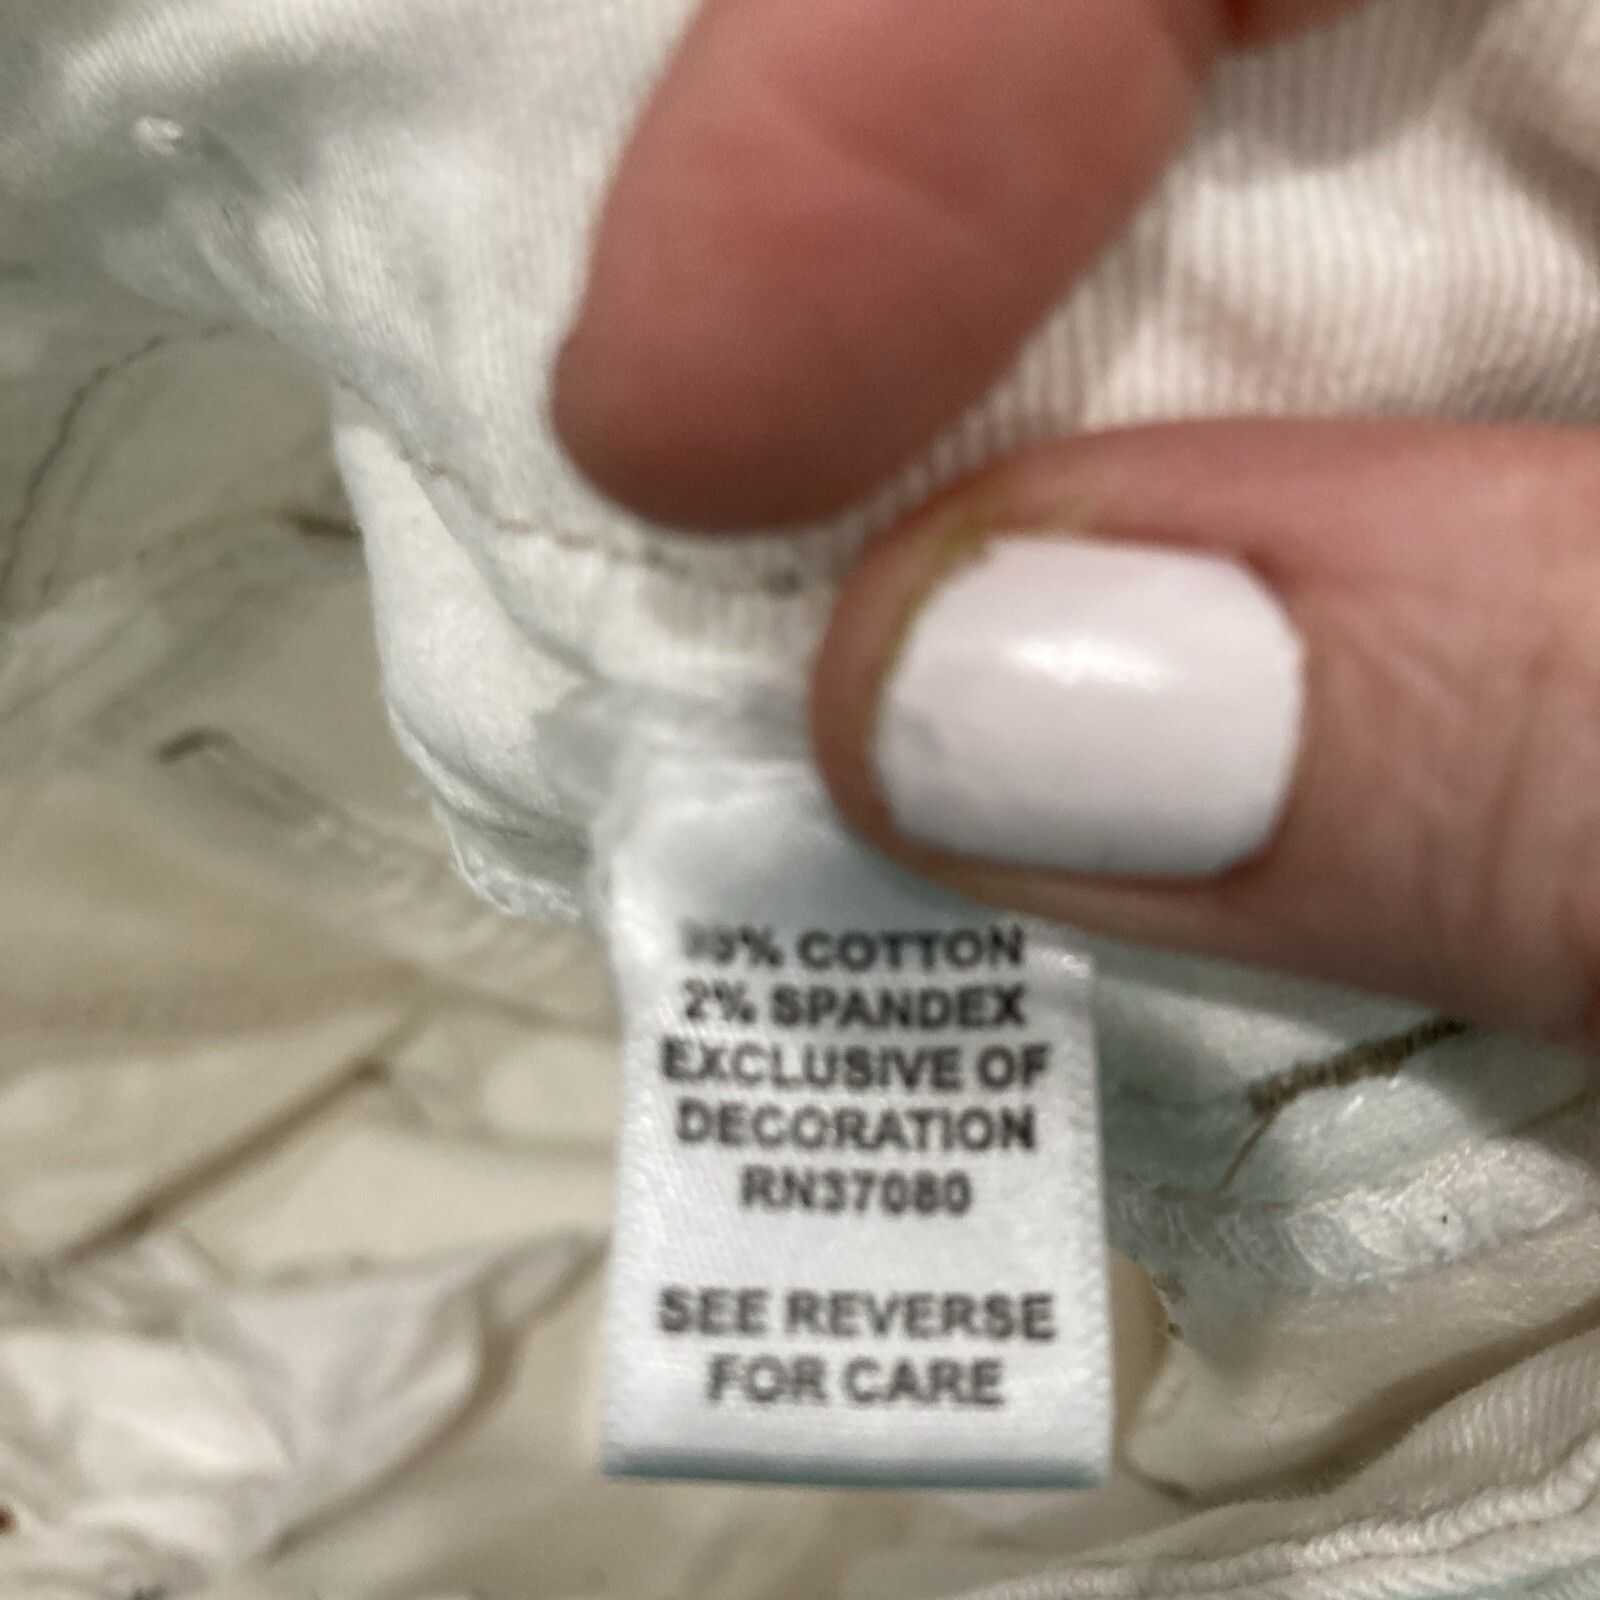 % COTTON
2% SPANDEX
EXCLUSIVE OF
DECORATION
RN37080
SEE REVERSE
FOR CARE